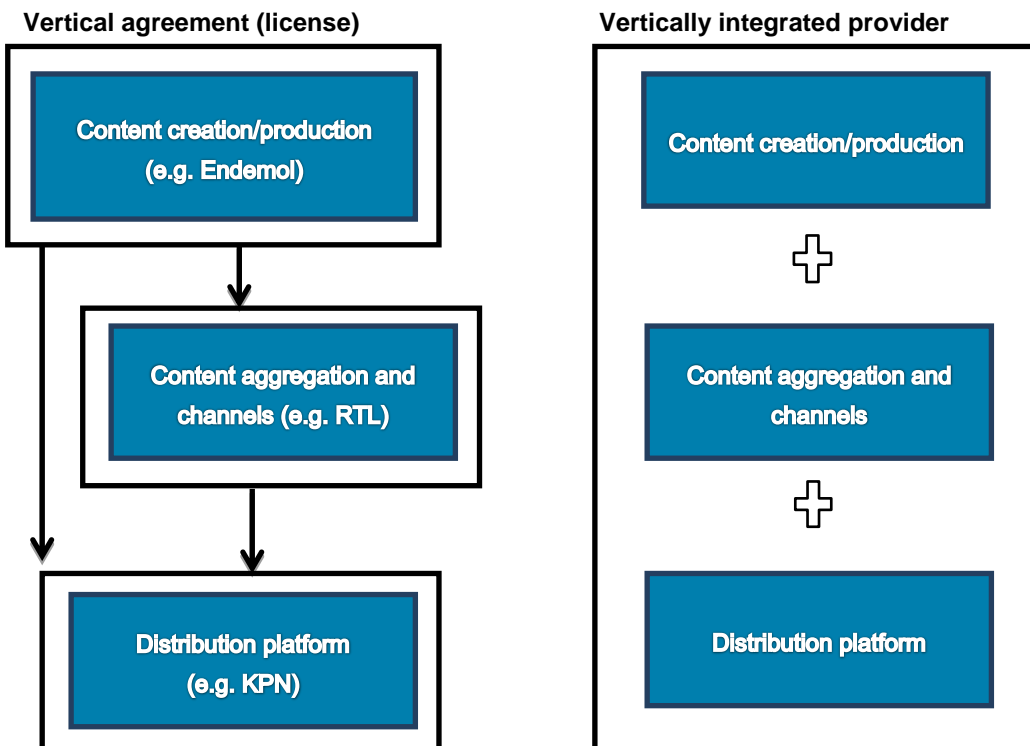 Vertical agreement (license)
Content creation/production
(e.g. Endemol)
Content aggregation and
channels (e.g. RTL)
Distribution platform
(e.g. KPN)
Vertically integrated provider
Content creation/production
Content aggregation and
channels
Distribution platform